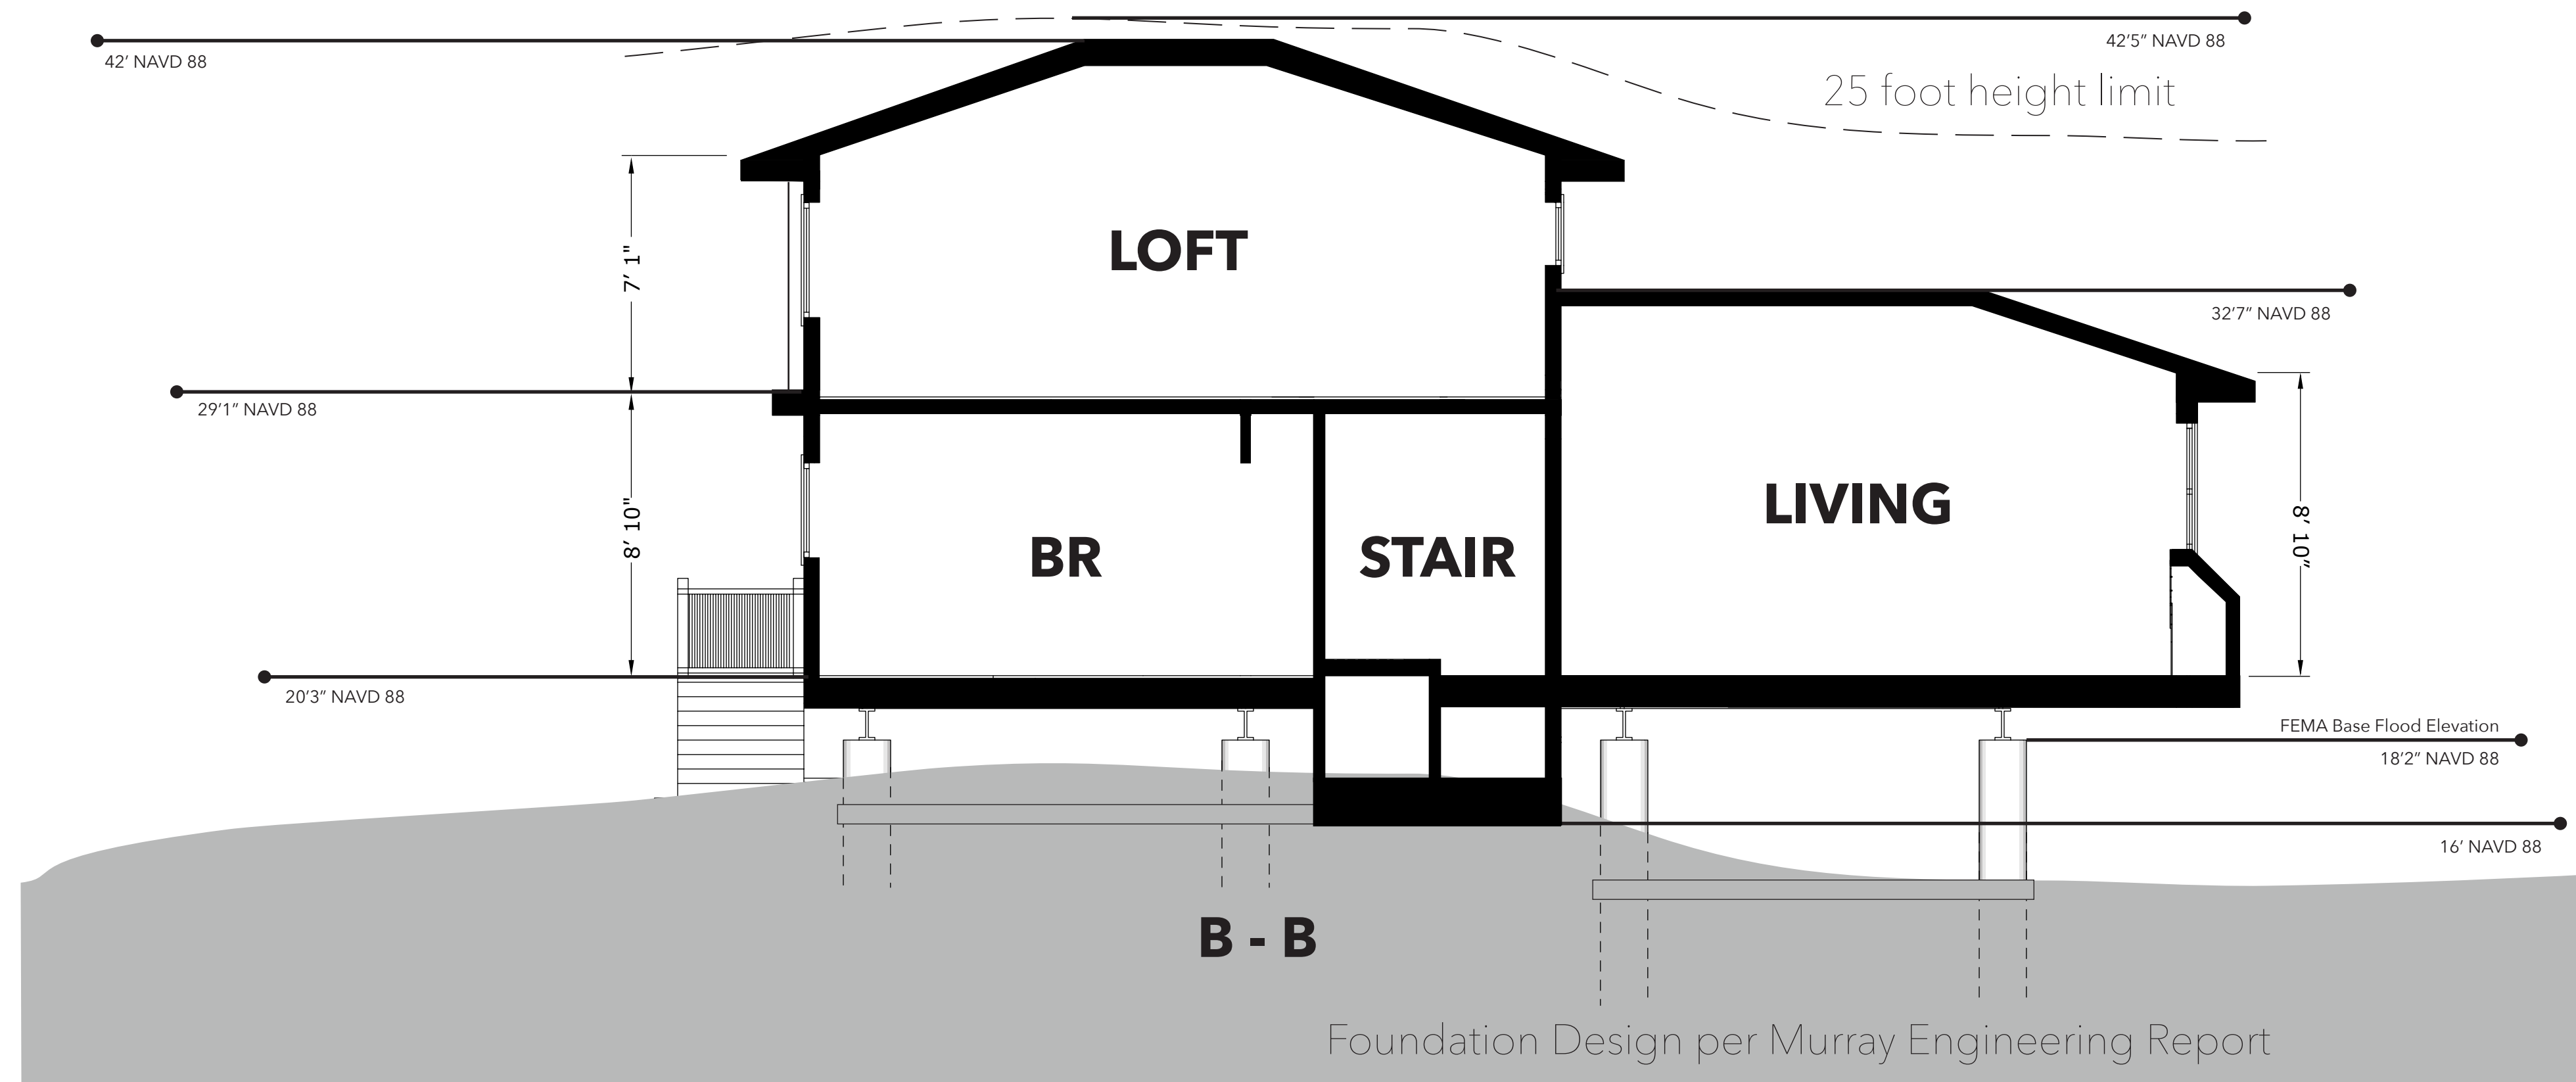 42'5” NAVD 88
42' NAVD 88
25 foot height limit
7' 1"
LOFT
32'7” NAVD 88
29'1” NAVD 88
8' 10"
BR
STAIR
LIVING
8' 10”
20'3” NAVD 88
FEMA Base Flood Elevation
18'2” NAVD 88
16' NAVD 88
B - B
Foundation Design per Murray Engineering Report